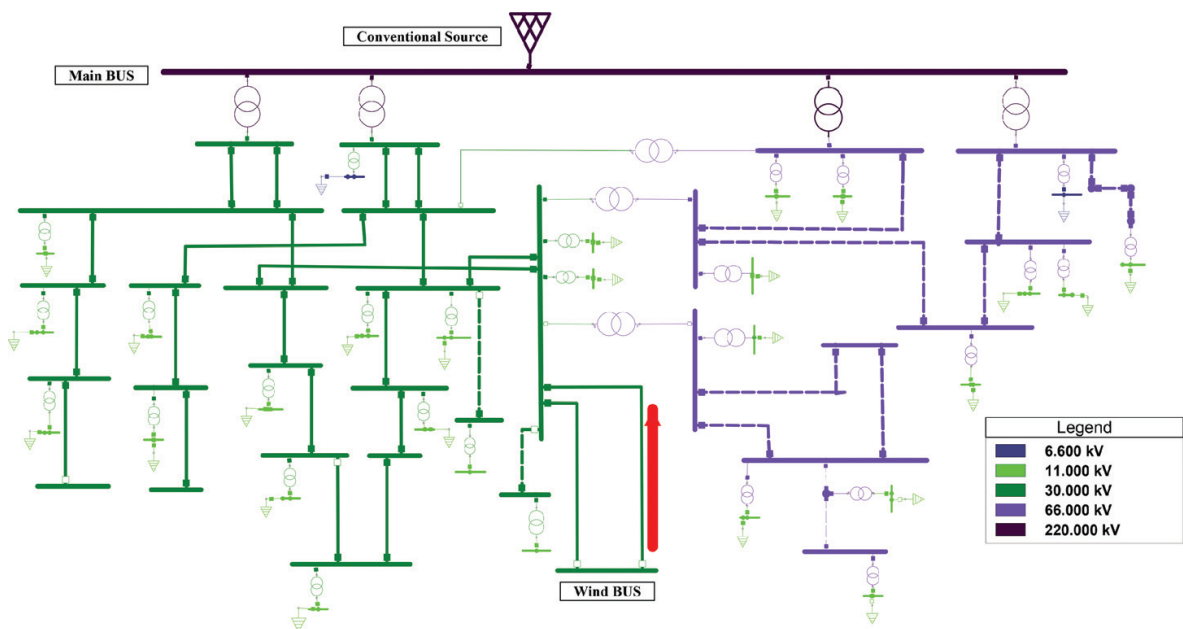 Conventional Source
Main BUS
Wind BUS
Legend
6.600 kV
11.000 kV
30.000 kV
66.000 kV
220.000 kV